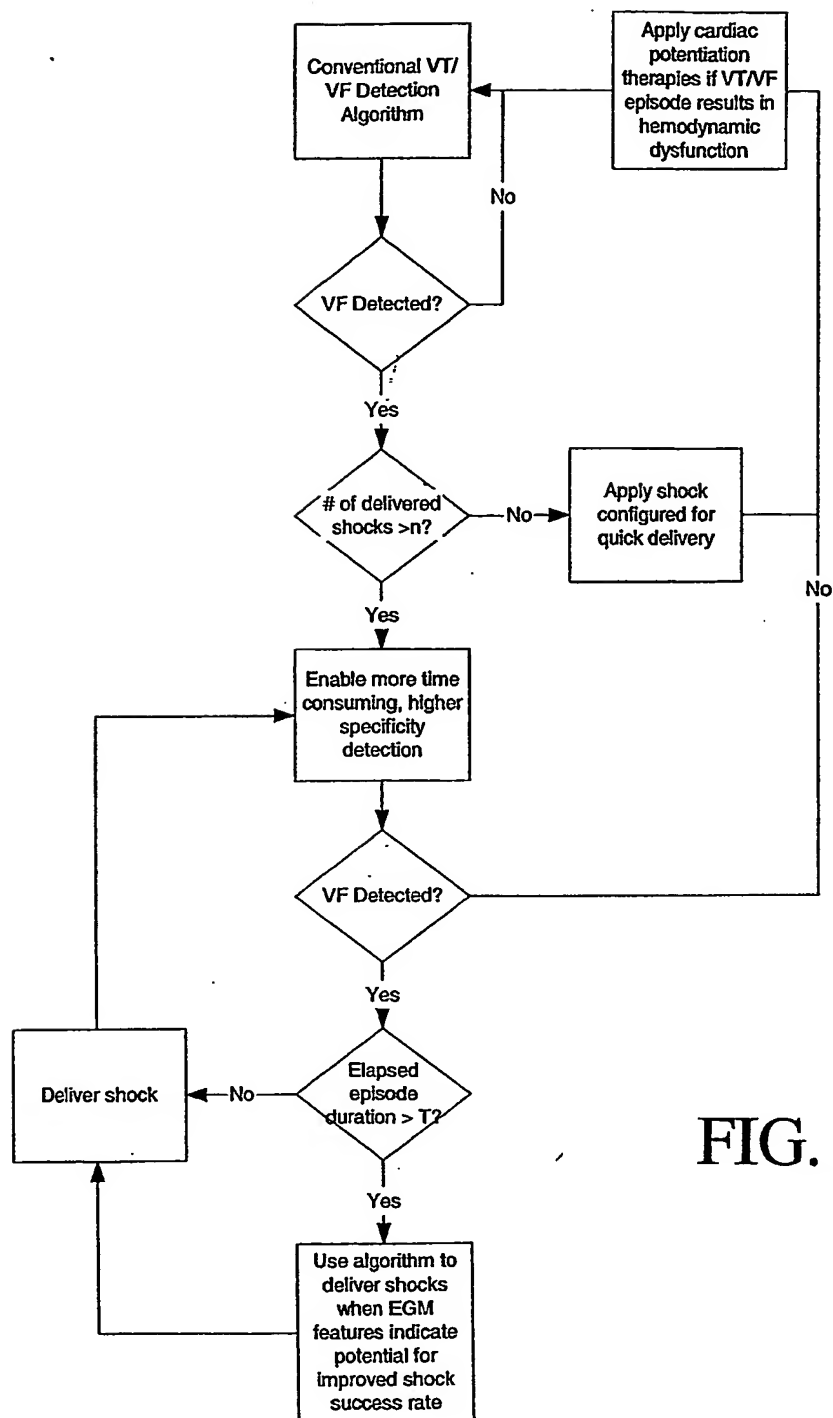 Conventional VT/
VF Detection
Algorithm
Apply cardiac
potentiation
therapies if VT/VF
episode results in
hemodynamic
dysfunction
No
VF Detected?
Yes
# of delivered
shocks >n?
No
Apply shock
configured for
quick delivery
No
Yes
Enable more time
consuming, higher
specificity
detection
VF Detected?
Yes
Deliver shock
No
Elapsed
episode
duration > T?
FIG.
Yes
Use algorithm to
deliver shocks
when EGM
features indicate
potential for
improved shock
success rate